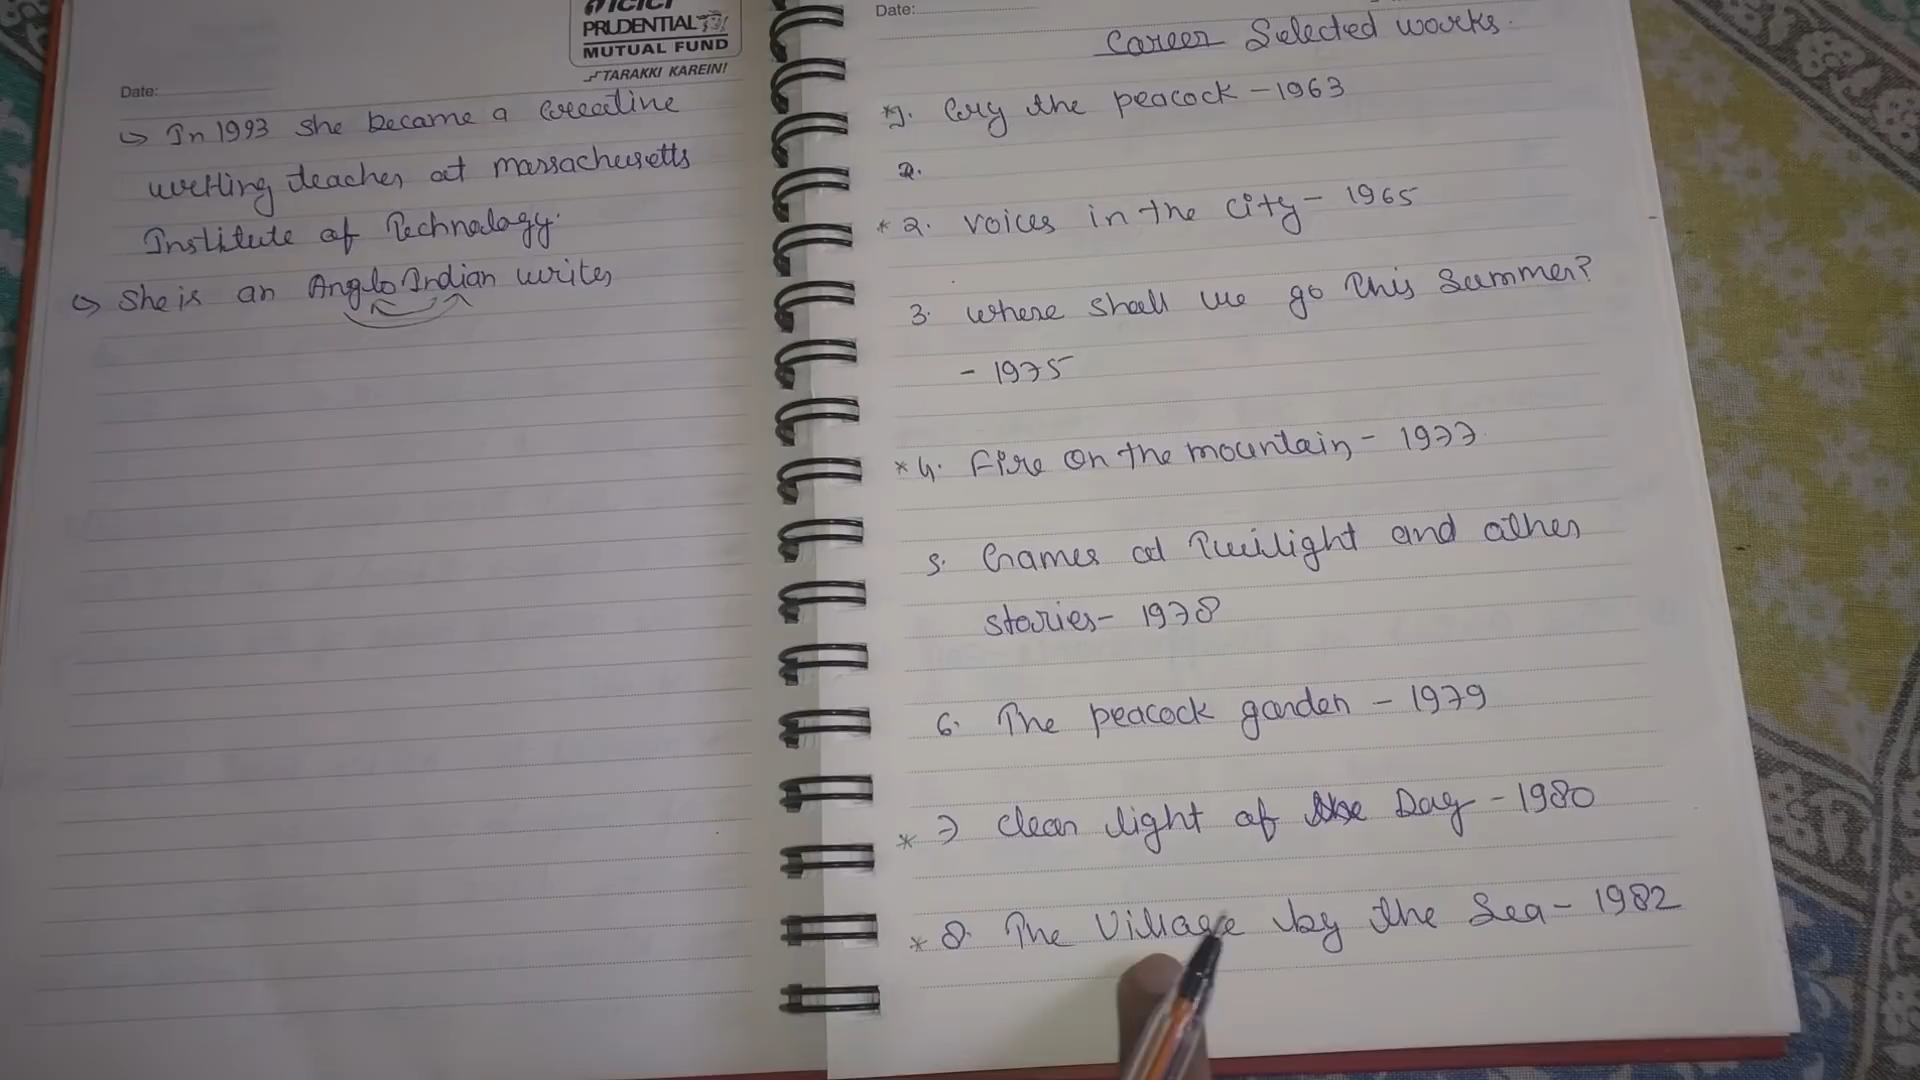 ICICI
PRUDENTIAL
MUTUAL FUND
TARAKKI KAREIN!
Date:
↳ In 1993 she became a creative
writing teacher at massachusetts
Institute of Technology.
↳ She is an Anglo Indian writer
Date:
Career Selected works.
*1. Cry the peacock - 1963
2.
* 2. Voices in the city - 1965
3. Where shall we go This Summer?
- 1975
* 4. Fire on the mountain - 1977
5. Games at Twilight and other
stories - 1978
6. The peacock garden - 1979
* 7 clear light of the Day - 1980
* 8. The Village by the Sea - 1982